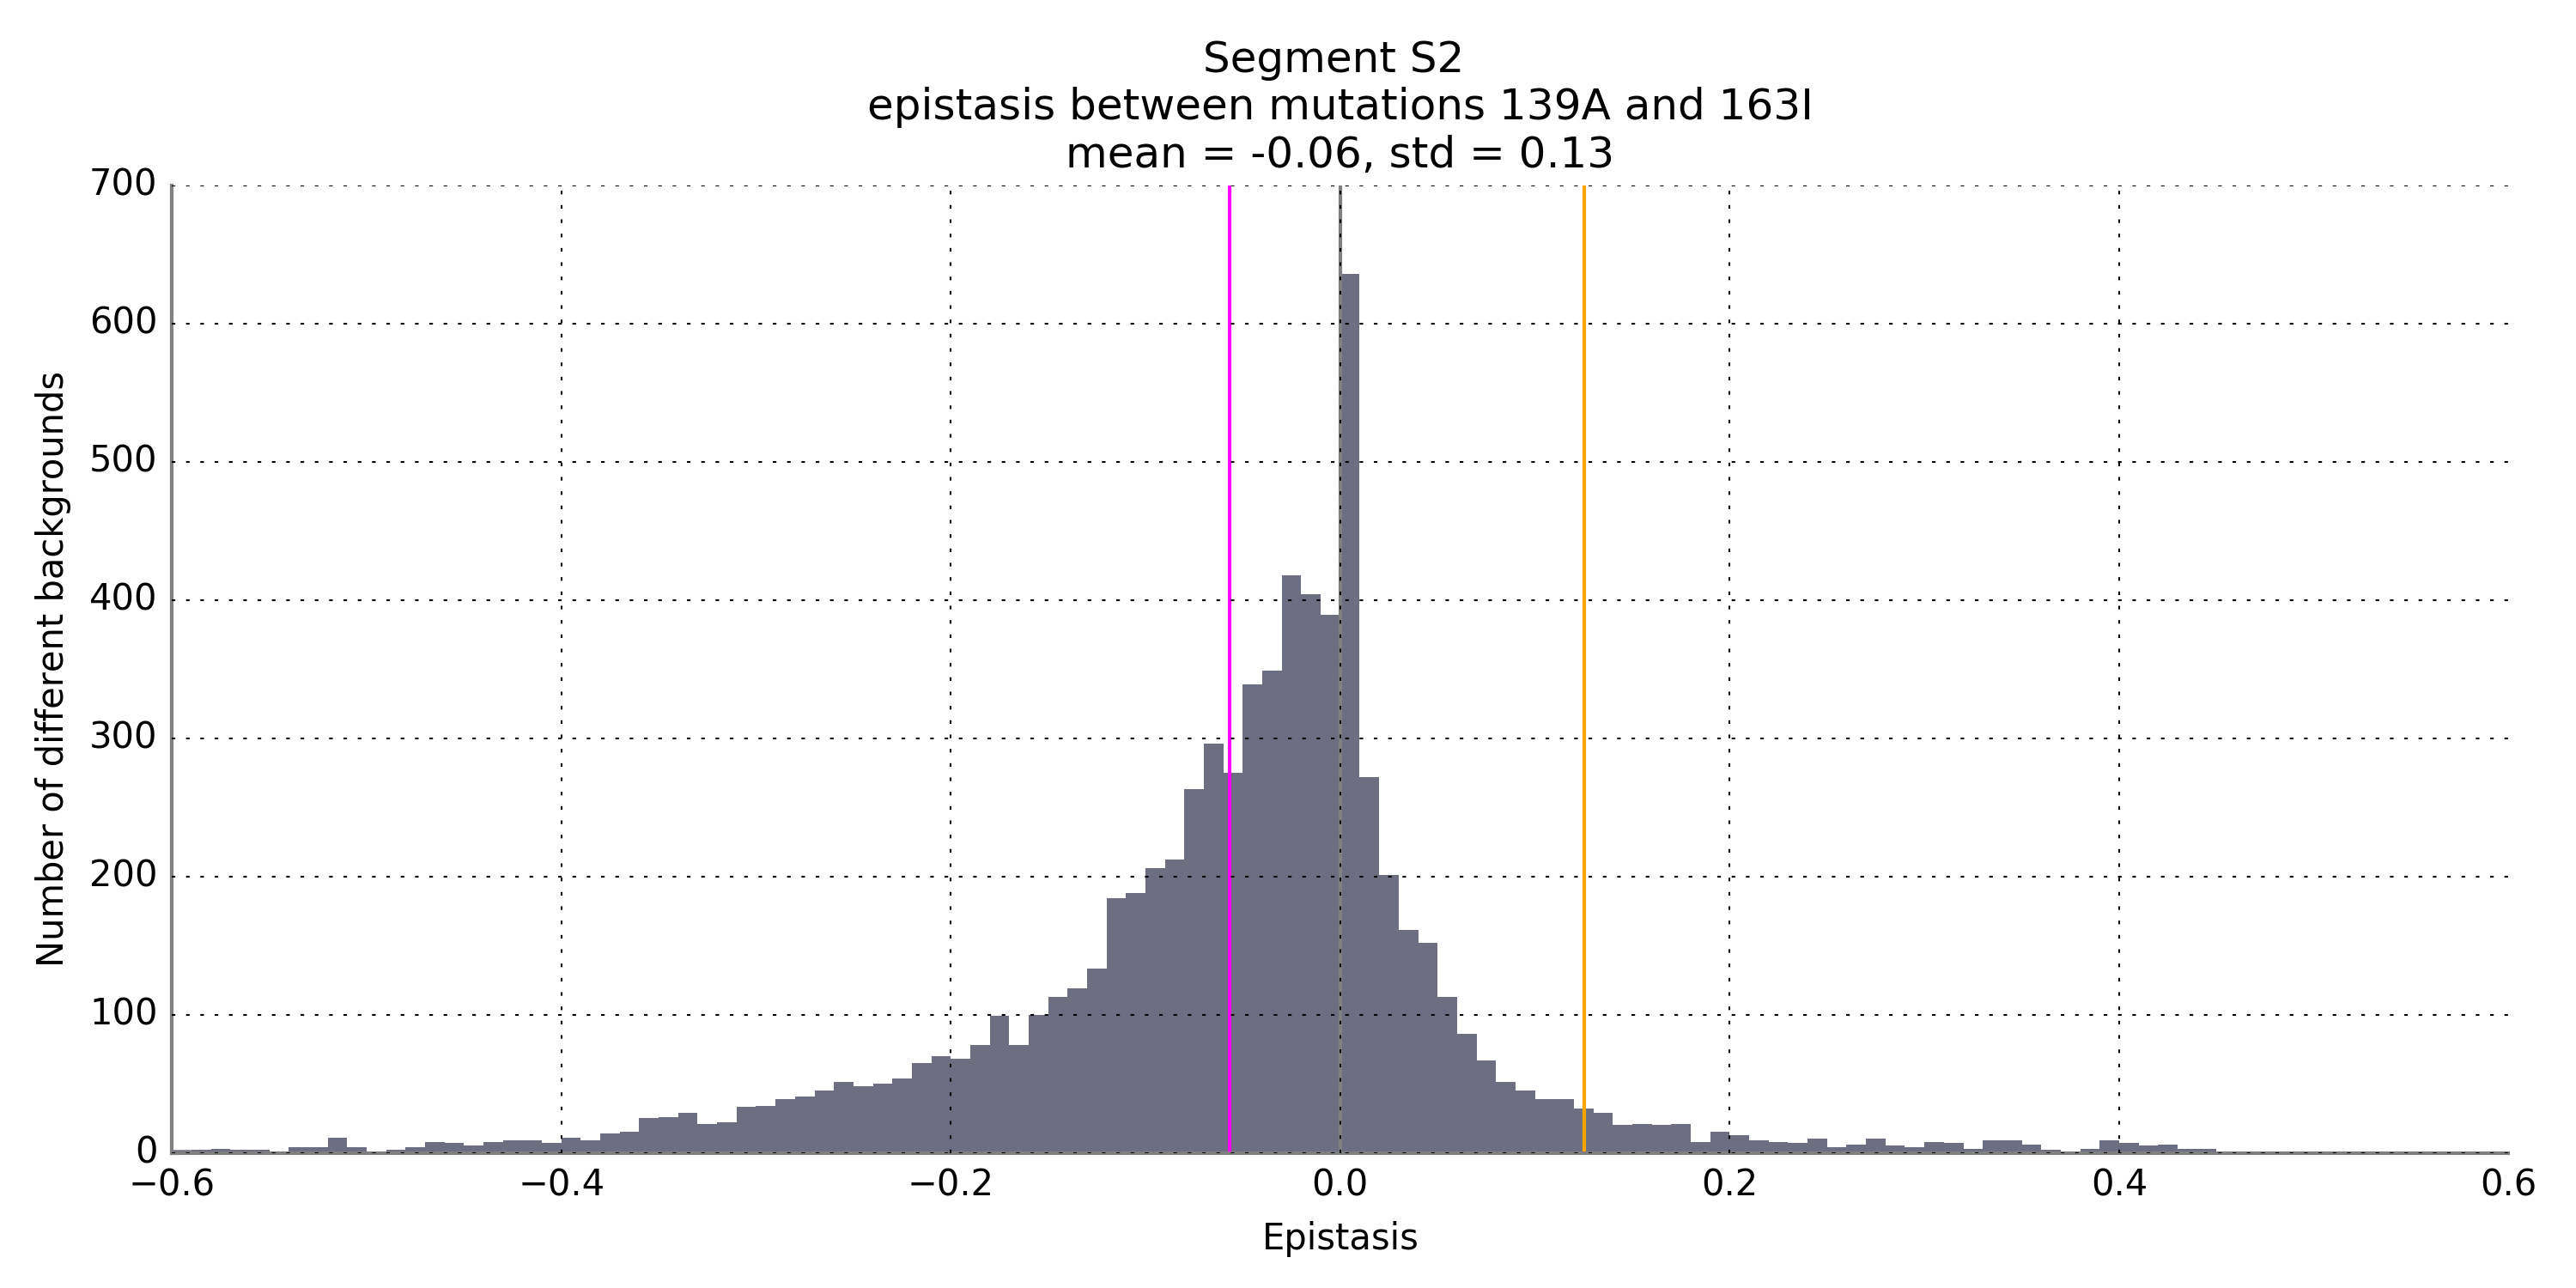 Segment S2
epistasis between mutations 139A and 163I
mean = -0.06, std = 0.13
700
600
500
400
300
200
100
0
Number of different backgrounds
−0.6 −0.4 −0.2 0.0 0.2 0.4 0.6
Epistasis